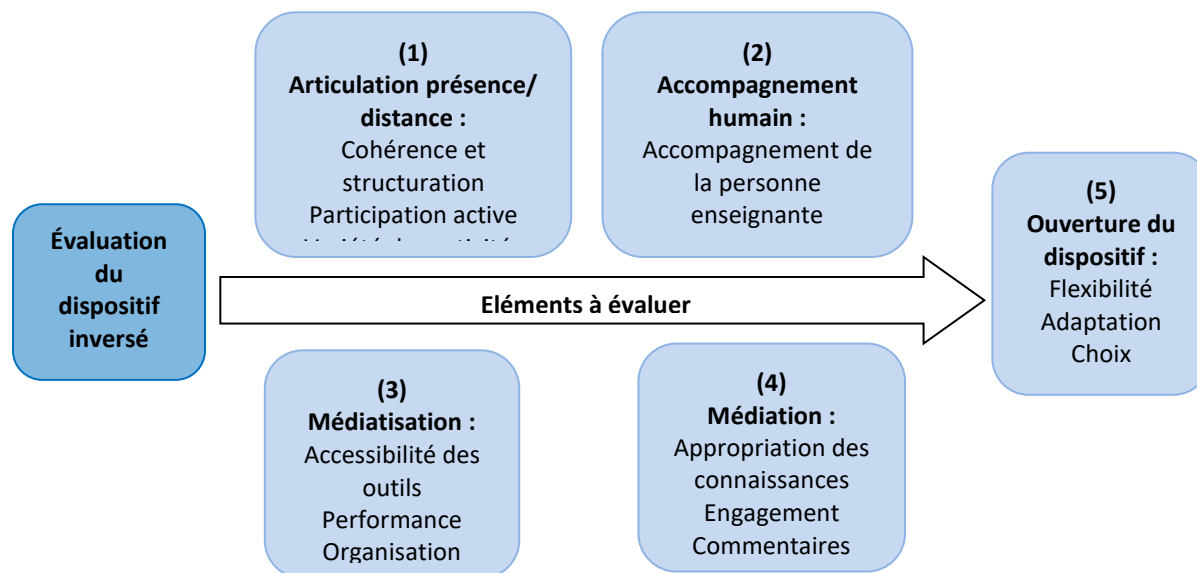 (1)
Articulation présence/
distance :
Cohérence et
structuration
Participation active
(2)
Accompagnement
humain :
Accompagnement de
la personne
enseignante
Évaluation
du
dispositif
inversé
Eléments à évaluer
(5)
Ouverture du
dispositif :
Flexibilité
Adaptation
Choix
(3)
Médiatisation :
Accessibilité des
outils
Performance
Organisation
(4)
Médiation :
Appropriation des
connaissances
Engagement
Commentaires